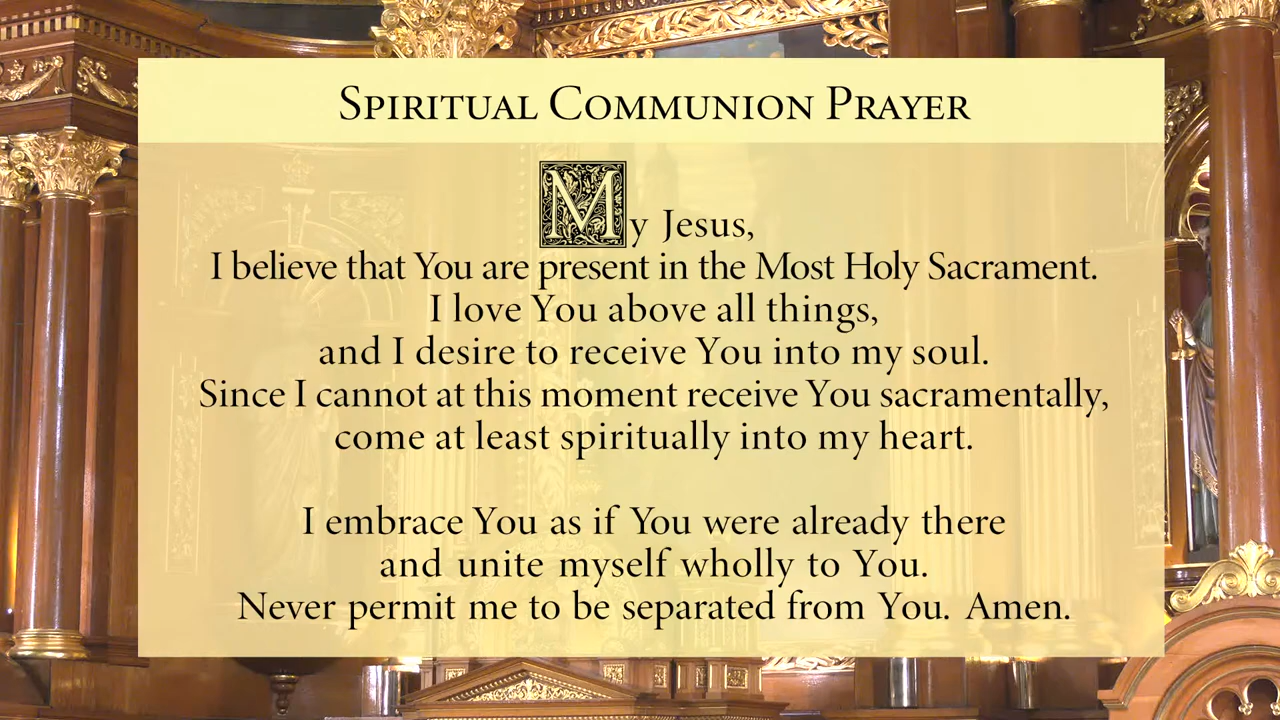 Spiritual Communion Prayer
My Jesus,
I believe that You are present in the Most Holy Sacrament.
I love You above all things,
and I desire to receive You into my soul.
Since I cannot at this moment receive You sacramentally,
come at least spiritually into my heart.
I embrace You as if You were already there
and unite myself wholly to You.
Never permit me to be separated from You. Amen.